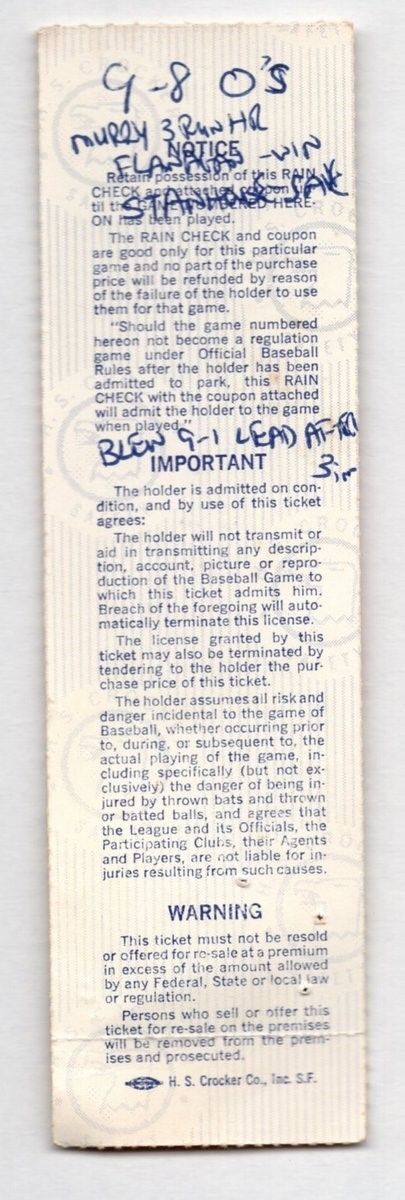 9-8 O'S
MURRY 3 RUN HR
NOTICE
FLANAGAN - WIN
Retain possession of this RAIN
CHECK and attached coupon un-
STANHOUSE SAVE
til the GAME NUMBERED HERE-
ON has been played.
The RAIN CHECK and coupon
are good only for this particular
game and no part of the purchase
price will be refunded by reason
of the failure of the holder to use
them for that game.
"Should the game numbered
hereon not become a regulation
game under Official Baseball
Rules after the holder has been
admitted to park, this RAIN
CHECK with the coupon attached
will admit the holder to the game
when played."
BLEW 9-1 LEAD AFTER
IMPORTANT
3 in
The holder is admitted on con-
dition, and by use of this ticket
agrees:
The holder will not transmit or
aid in transmitting any descrip-
tion, account, picture or repro-
duction of the Baseball Game to
which this ticket admits him.
Breach of the foregoing will auto-
matically terminate this license.
The license granted by this
ticket may also be terminated by
tendering to the holder the pur-
chase price of this ticket.
The holder assumes all risk and
danger incidental to the game of
Baseball, whether occurring prior
to, during, or subsequent to, the
actual playing of the game, in-
cluding specifically (but not ex-
clusively) the danger of being in-
jured by thrown bats and thrown
or batted balls, and agrees that
the League and its Officials, the
Participating Clubs, their Agents
and Players, are not liable for in-
juries resulting from such causes.
WARNING
This ticket must not be resold
or offered for re-sale at a premium
in excess of the amount allowed
by any Federal, State or local law
or regulation.
Persons who sell or offer this
ticket for re-sale on the premises
will be removed from the prem-
ises and prosecuted.
H. S. Crocker Co., Inc. S.F.